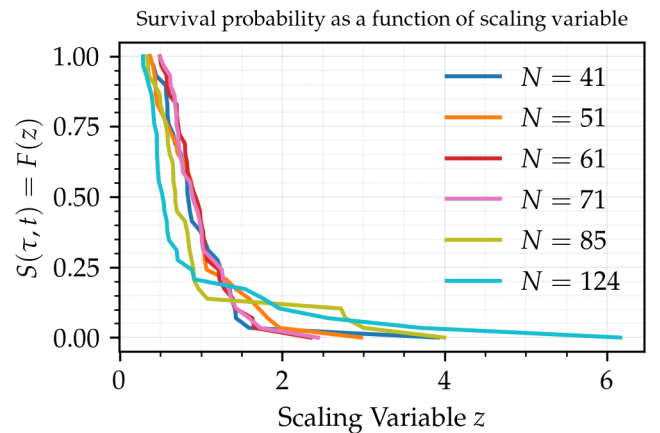 Survival probability as a function of scaling variable
S(τ, t) = F(z)
1.00
0.75
0.50
0.25
0.00
N = 41
N = 51
N = 61
N = 71
N = 85
N = 124
0 2 4 6
Scaling Variable z